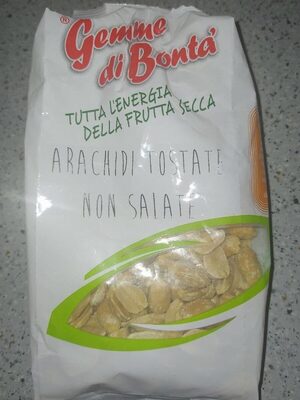 ®
Gemme
di Bontà
TUTTA L'ENERGIA
DELLA FRUTTA SECCA
ARACHIDI TOSTATE
NON SALATE